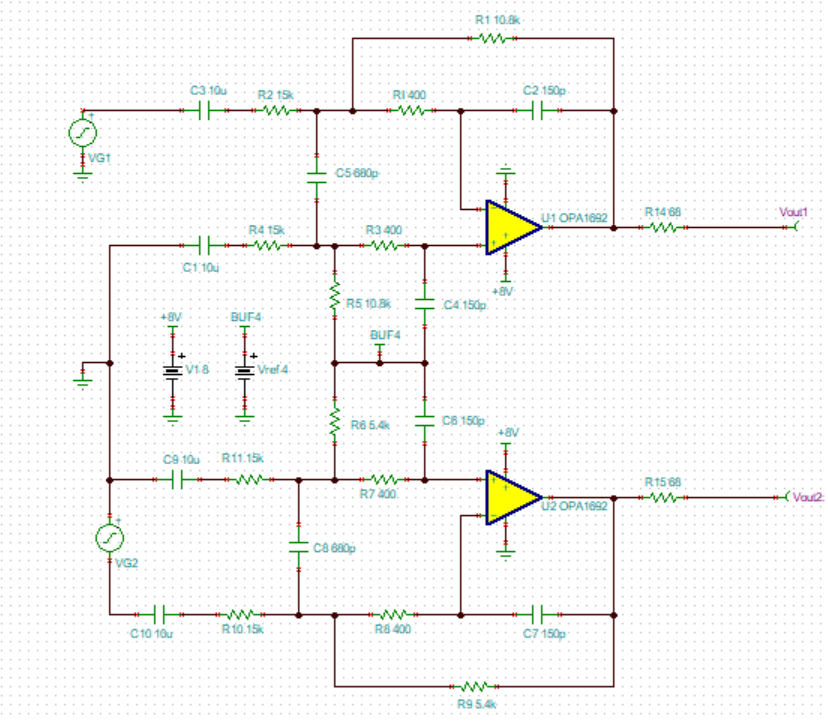 R1 10.8k
C3 10u
R2 15k
RI 400
C2 150p
VG1
C5 680p
U1 OPA1692
R14 68
Vout1
R4 15k
R3 400
C1 10u
+8V
R5 10.8k
C4 150p
+8V
BUF4
BUF4
V1 8
Vref 4
R6 5.4k
C6 150p
+8V
C9 10u
R11 15k
R7 400
R15 68
Vout2
U2 OPA1692
VG2
C8 680p
C10 10u
R10 15k
R8 400
C7 150p
R9 5.4k